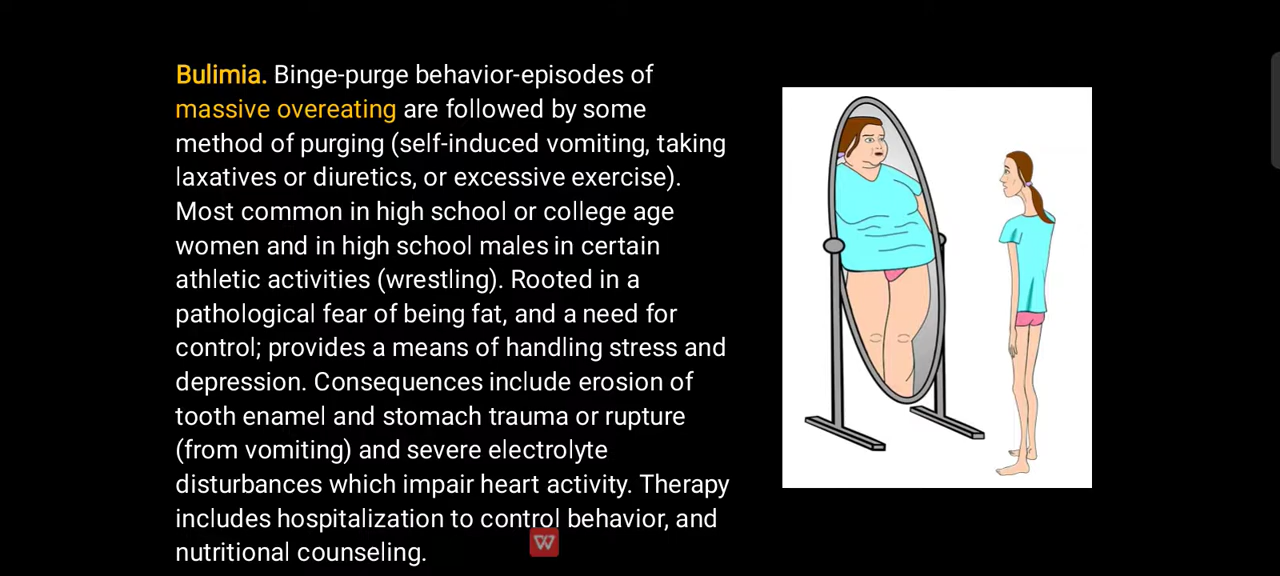 Bulimia. Binge-purge behavior-episodes of
massive overeating are followed by some
method of purging (self-induced vomiting, taking
laxatives or diuretics, or excessive exercise).
Most common in high school or college age
women and in high school males in certain
athletic activities (wrestling). Rooted in a
pathological fear of being fat, and a need for
control; provides a means of handling stress and
depression. Consequences include erosion of
tooth enamel and stomach trauma or rupture
(from vomiting) and severe electrolyte
disturbances which impair heart activity. Therapy
includes hospitalization to control behavior, and
nutritional counseling.
W